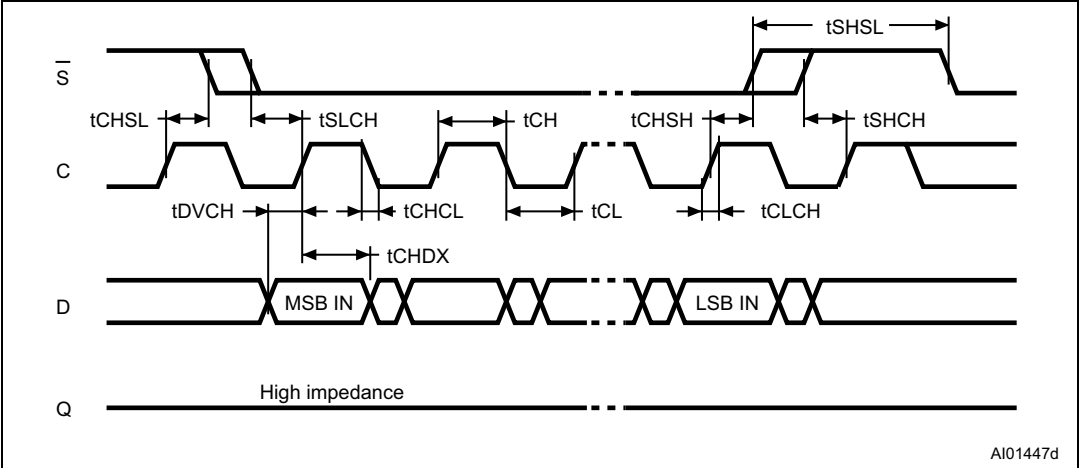 tSHSL
S̅
tCHSL
tSLCH
tCH
tCHSH
tSHCH
C
tDVCH
tCHCL
tCL
tCLCH
tCHDX
D
MSB IN
LSB IN
High impedance
Q
AI01447d